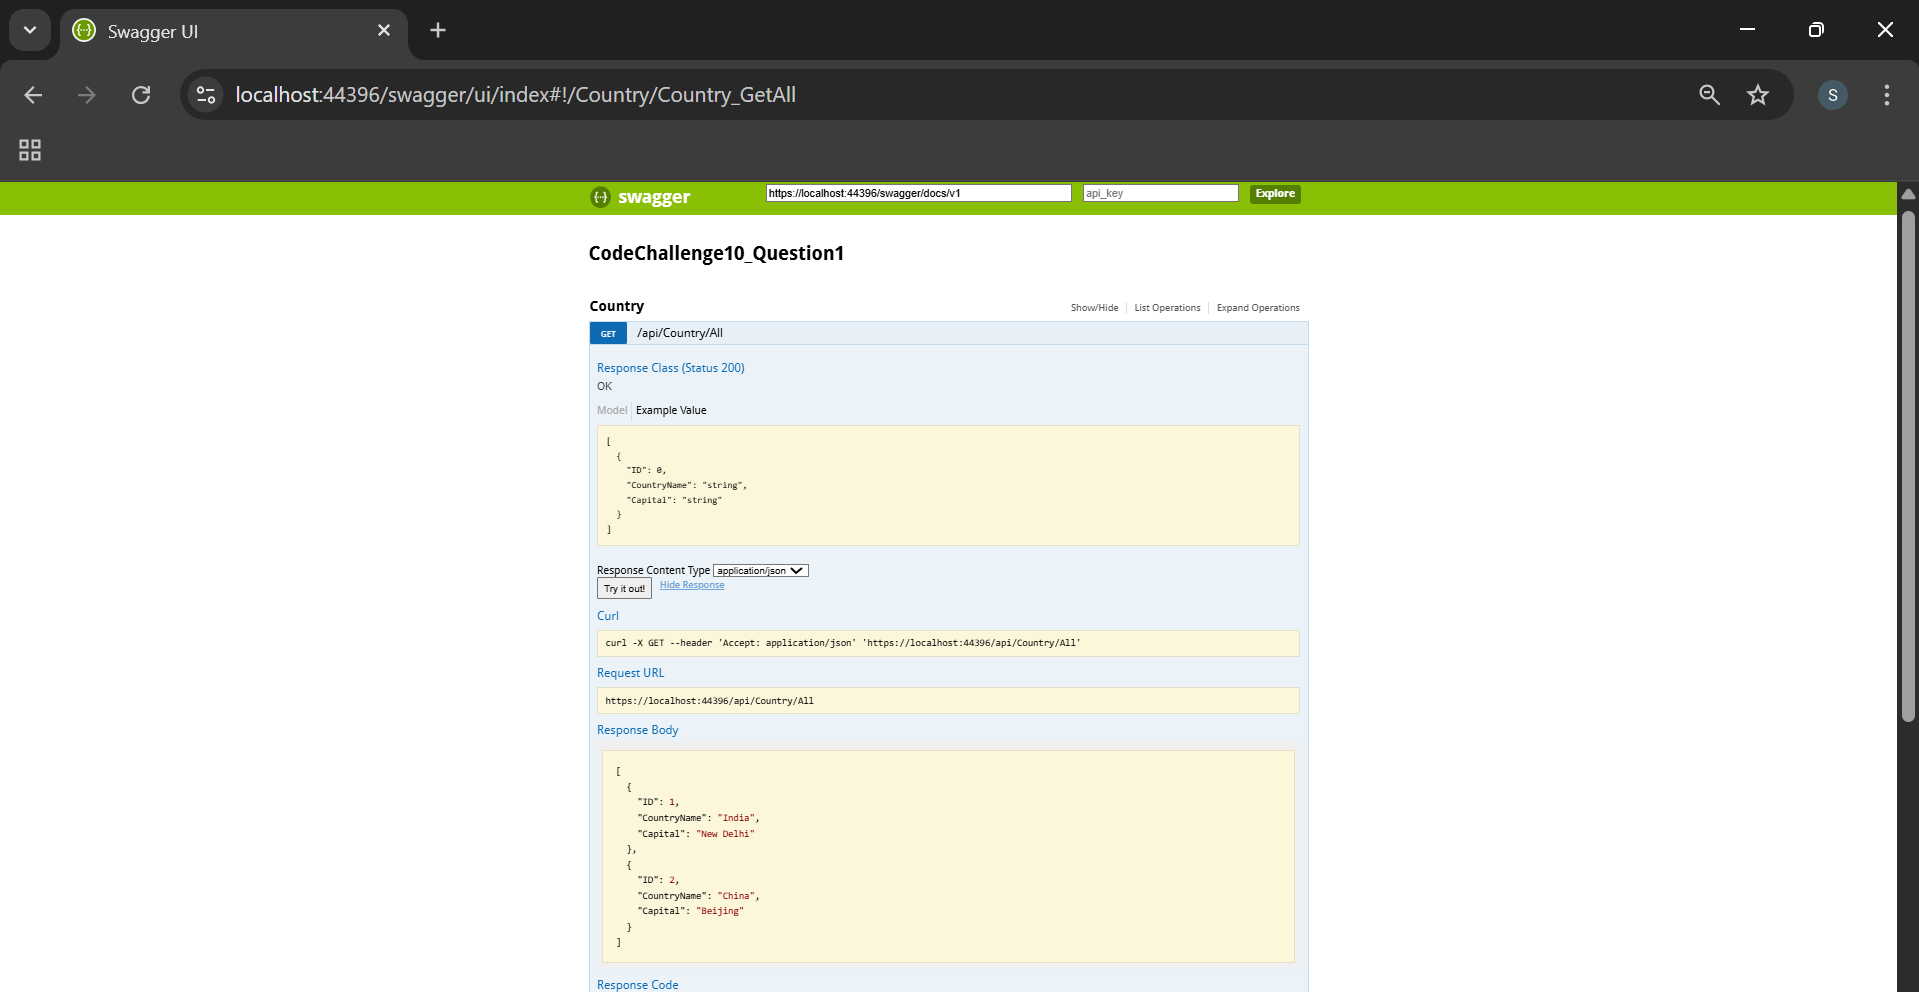 Swagger UI
localhost:44396/swagger/ui/index#!/Country/Country_GetAll
S
{··} swagger
https://localhost:44396/swagger/docs/v1
api_key
Explore
CodeChallenge10_Question1
Country
Show/Hide
List Operations
Expand Operations
GET /api/Country/All
Response Class (Status 200)
OK
Model Example Value
[
  {
    "ID": 0,
    "CountryName": "string",
    "Capital": "string"
  }
]
Response Content Type application/json
Try it out! Hide Response
Curl
curl -X GET --header 'Accept: application/json' 'https://localhost:44396/api/Country/All'
Request URL
https://localhost:44396/api/Country/All
Response Body
[
  {
    "ID": 1,
    "CountryName": "India",
    "Capital": "New Delhi"
  },
  {
    "ID": 2,
    "CountryName": "China",
    "Capital": "Beijing"
  }
]
Response Code